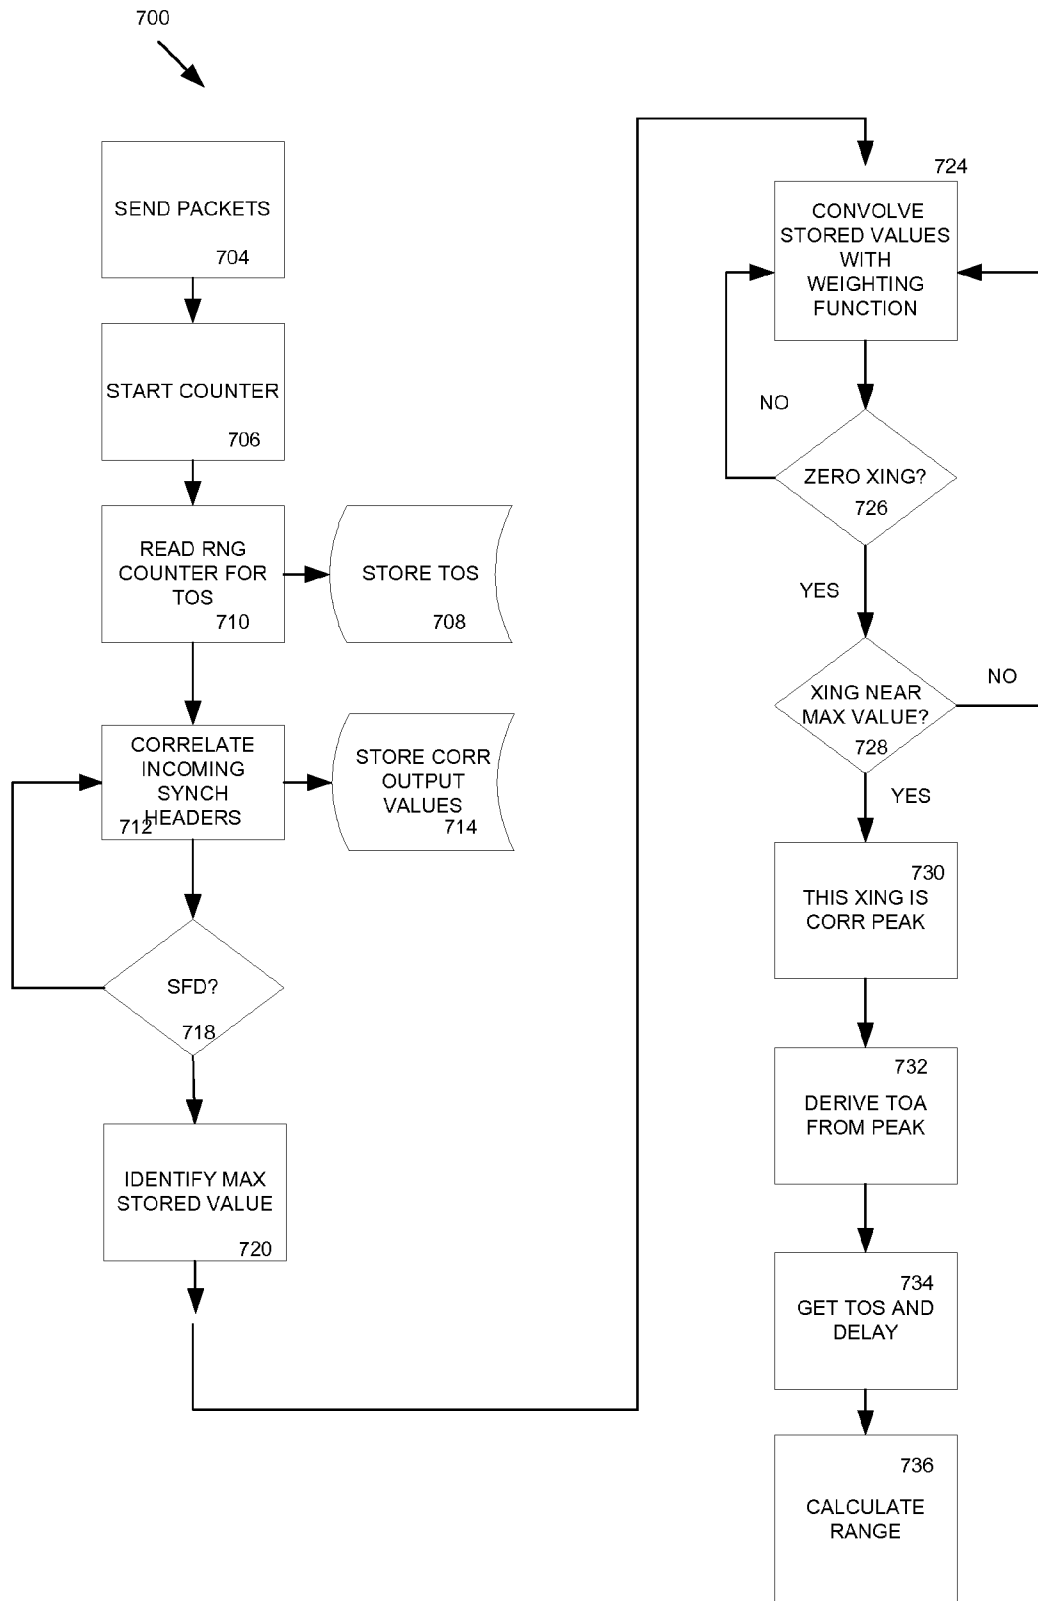 700
SEND PACKETS
704
START COUNTER
706
READ RNG
COUNTER FOR
TOS
710
STORE TOS
708
CORRELATE
INCOMING
SYNCH
HEADERS
712
STORE CORR
OUTPUT
VALUES
714
SFD?
718
IDENTIFY MAX
STORED VALUE
720
724
CONVOLVE
STORED VALUES
WITH
WEIGHTING
FUNCTION
NO
ZERO XING?
726
YES
XING NEAR
MAX VALUE?
728
NO
YES
730
THIS XING IS
CORR PEAK
732
DERIVE TOA
FROM PEAK
734
GET TOS AND
DELAY
736
CALCULATE
RANGE